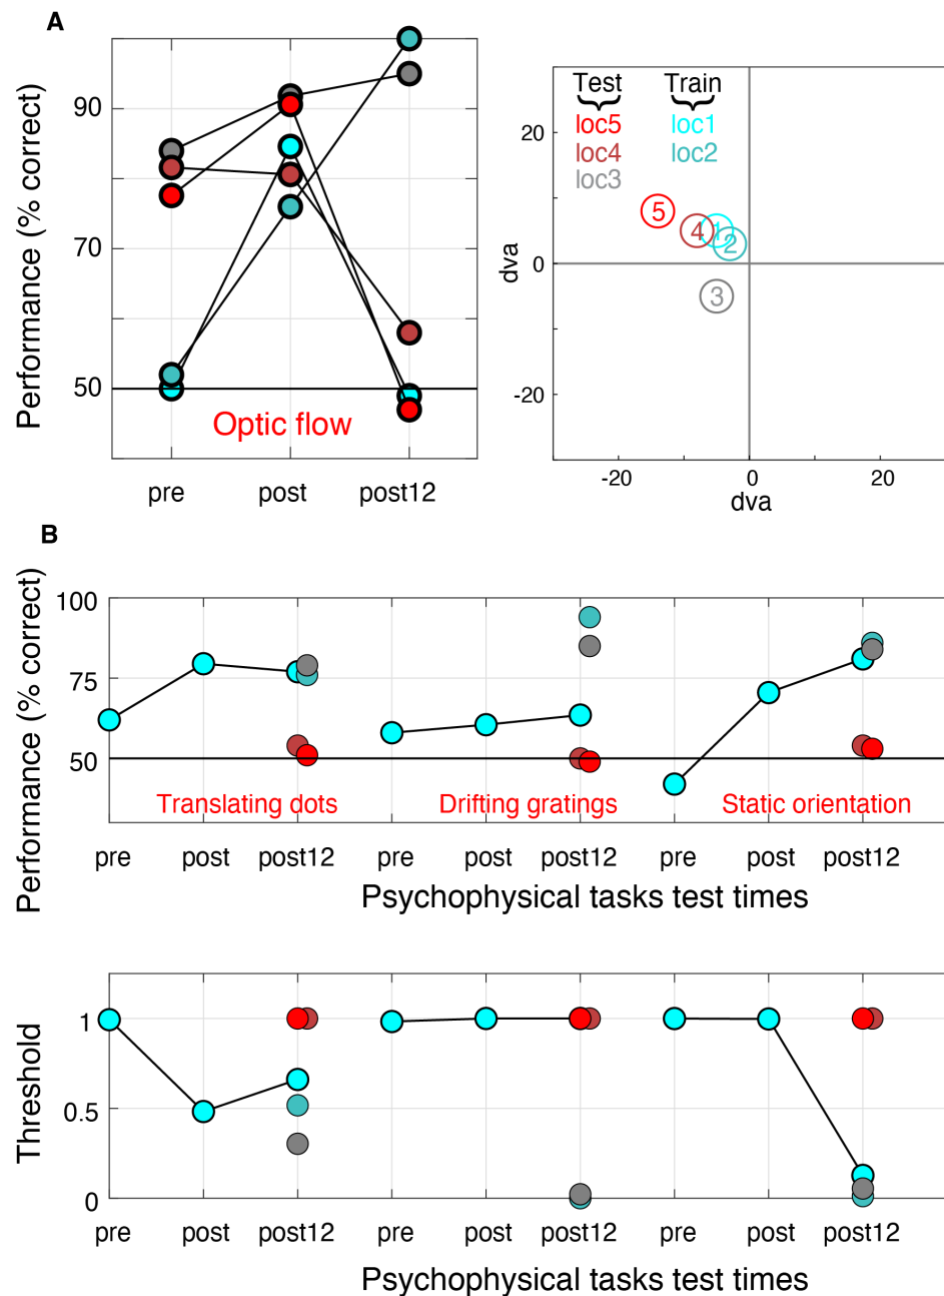 A
Performance (% correct)
90
70
50
Optic flow
pre post post12
Test Train
loc5 loc1
loc4 loc2
loc3
dva
20
0
-20
5
4 1
2
3
-20 0 20
dva
B
Performance (% correct)
100
75
50
Translating dots Drifting gratings Static orientation
pre post post12 pre post post12 pre post post12
Psychophysical tasks test times
Threshold
1
0.5
0
pre post post12 pre post post12 pre post post12
Psychophysical tasks test times